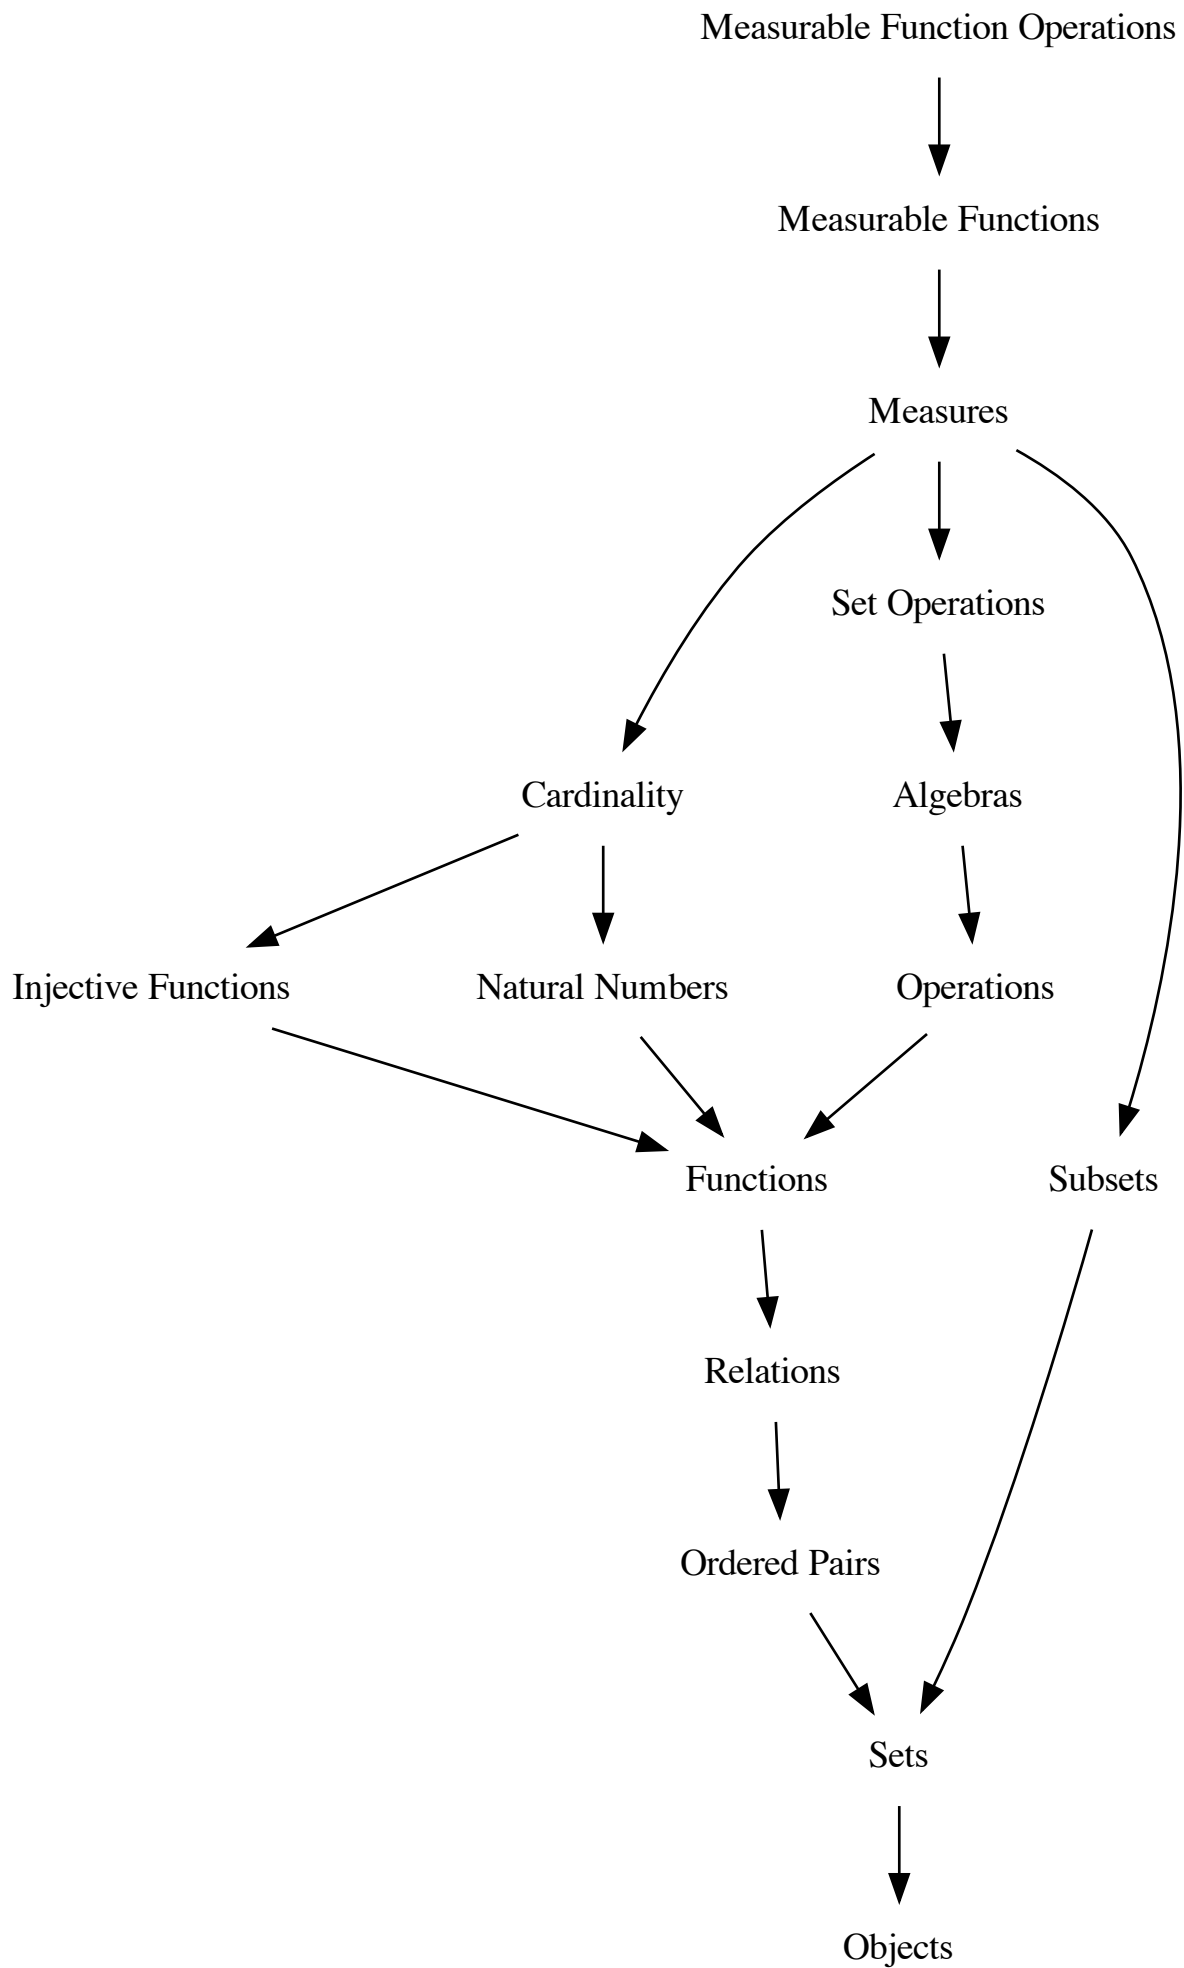 Measurable Function Operations
Measurable Functions
Measures
Set Operations
Cardinality
Algebras
Injective Functions
Natural Numbers
Operations
Functions
Subsets
Relations
Ordered Pairs
Sets
Objects